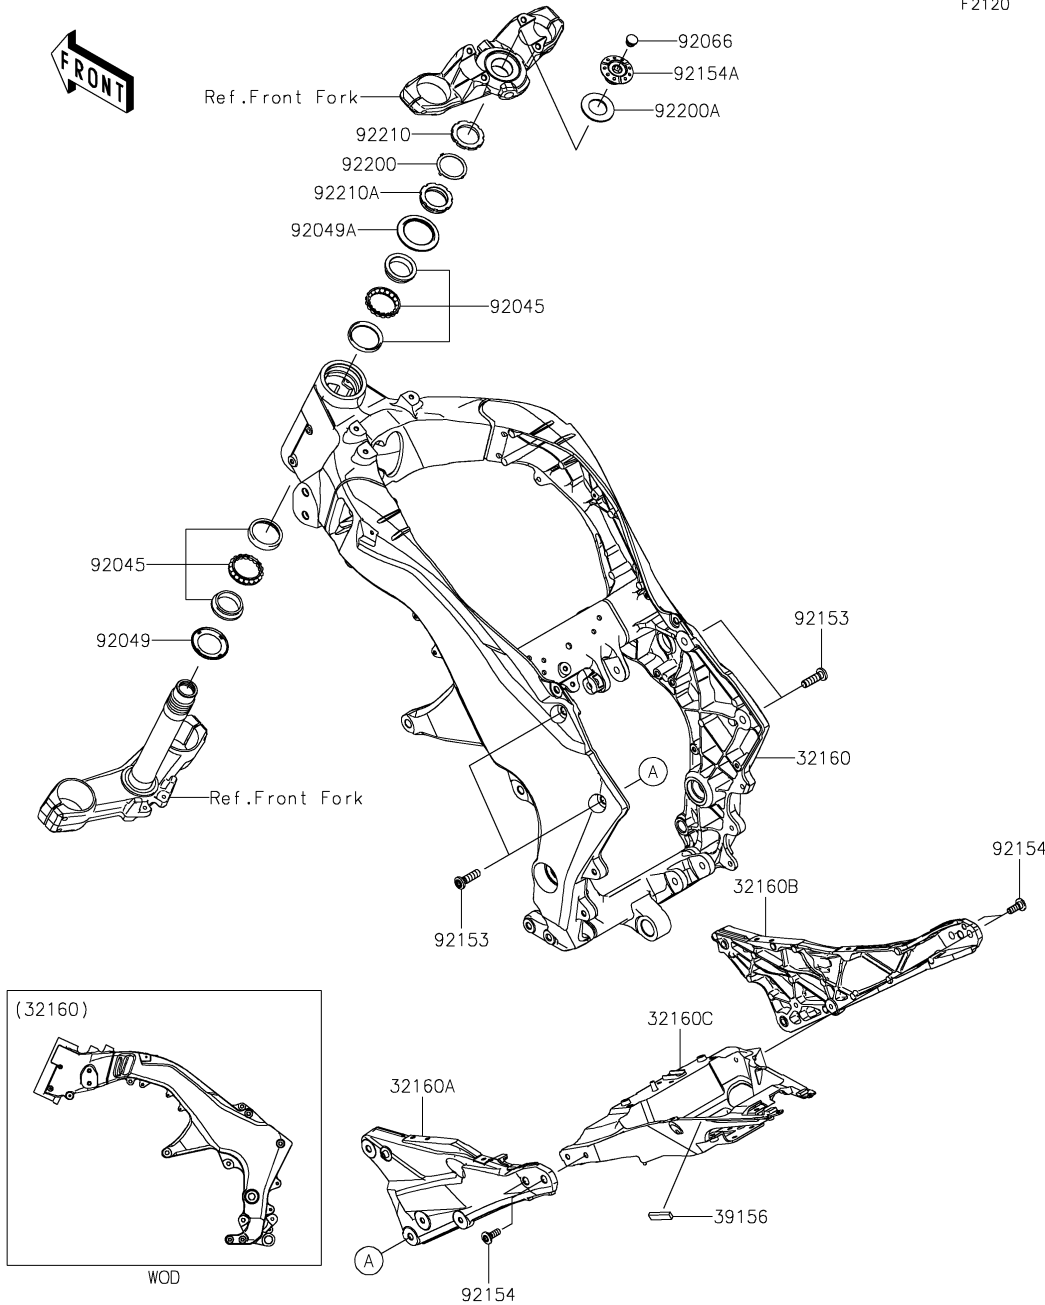 F2120
FRONT
92066
92154A
92200A
Ref.Front Fork
92210
92200
92210A
92049A
92045
92045
92049
92153
32160
A
Ref.Front Fork
92154
32160B
92153
(32160)
32160C
32160A
39156
A
WOD
92154